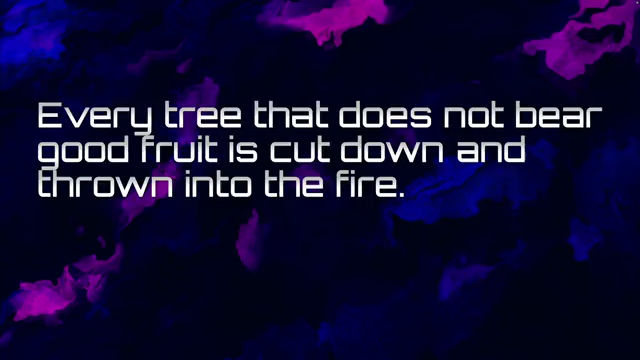 Every tree that does not bear
good fruit is cut down and
thrown into the fire.